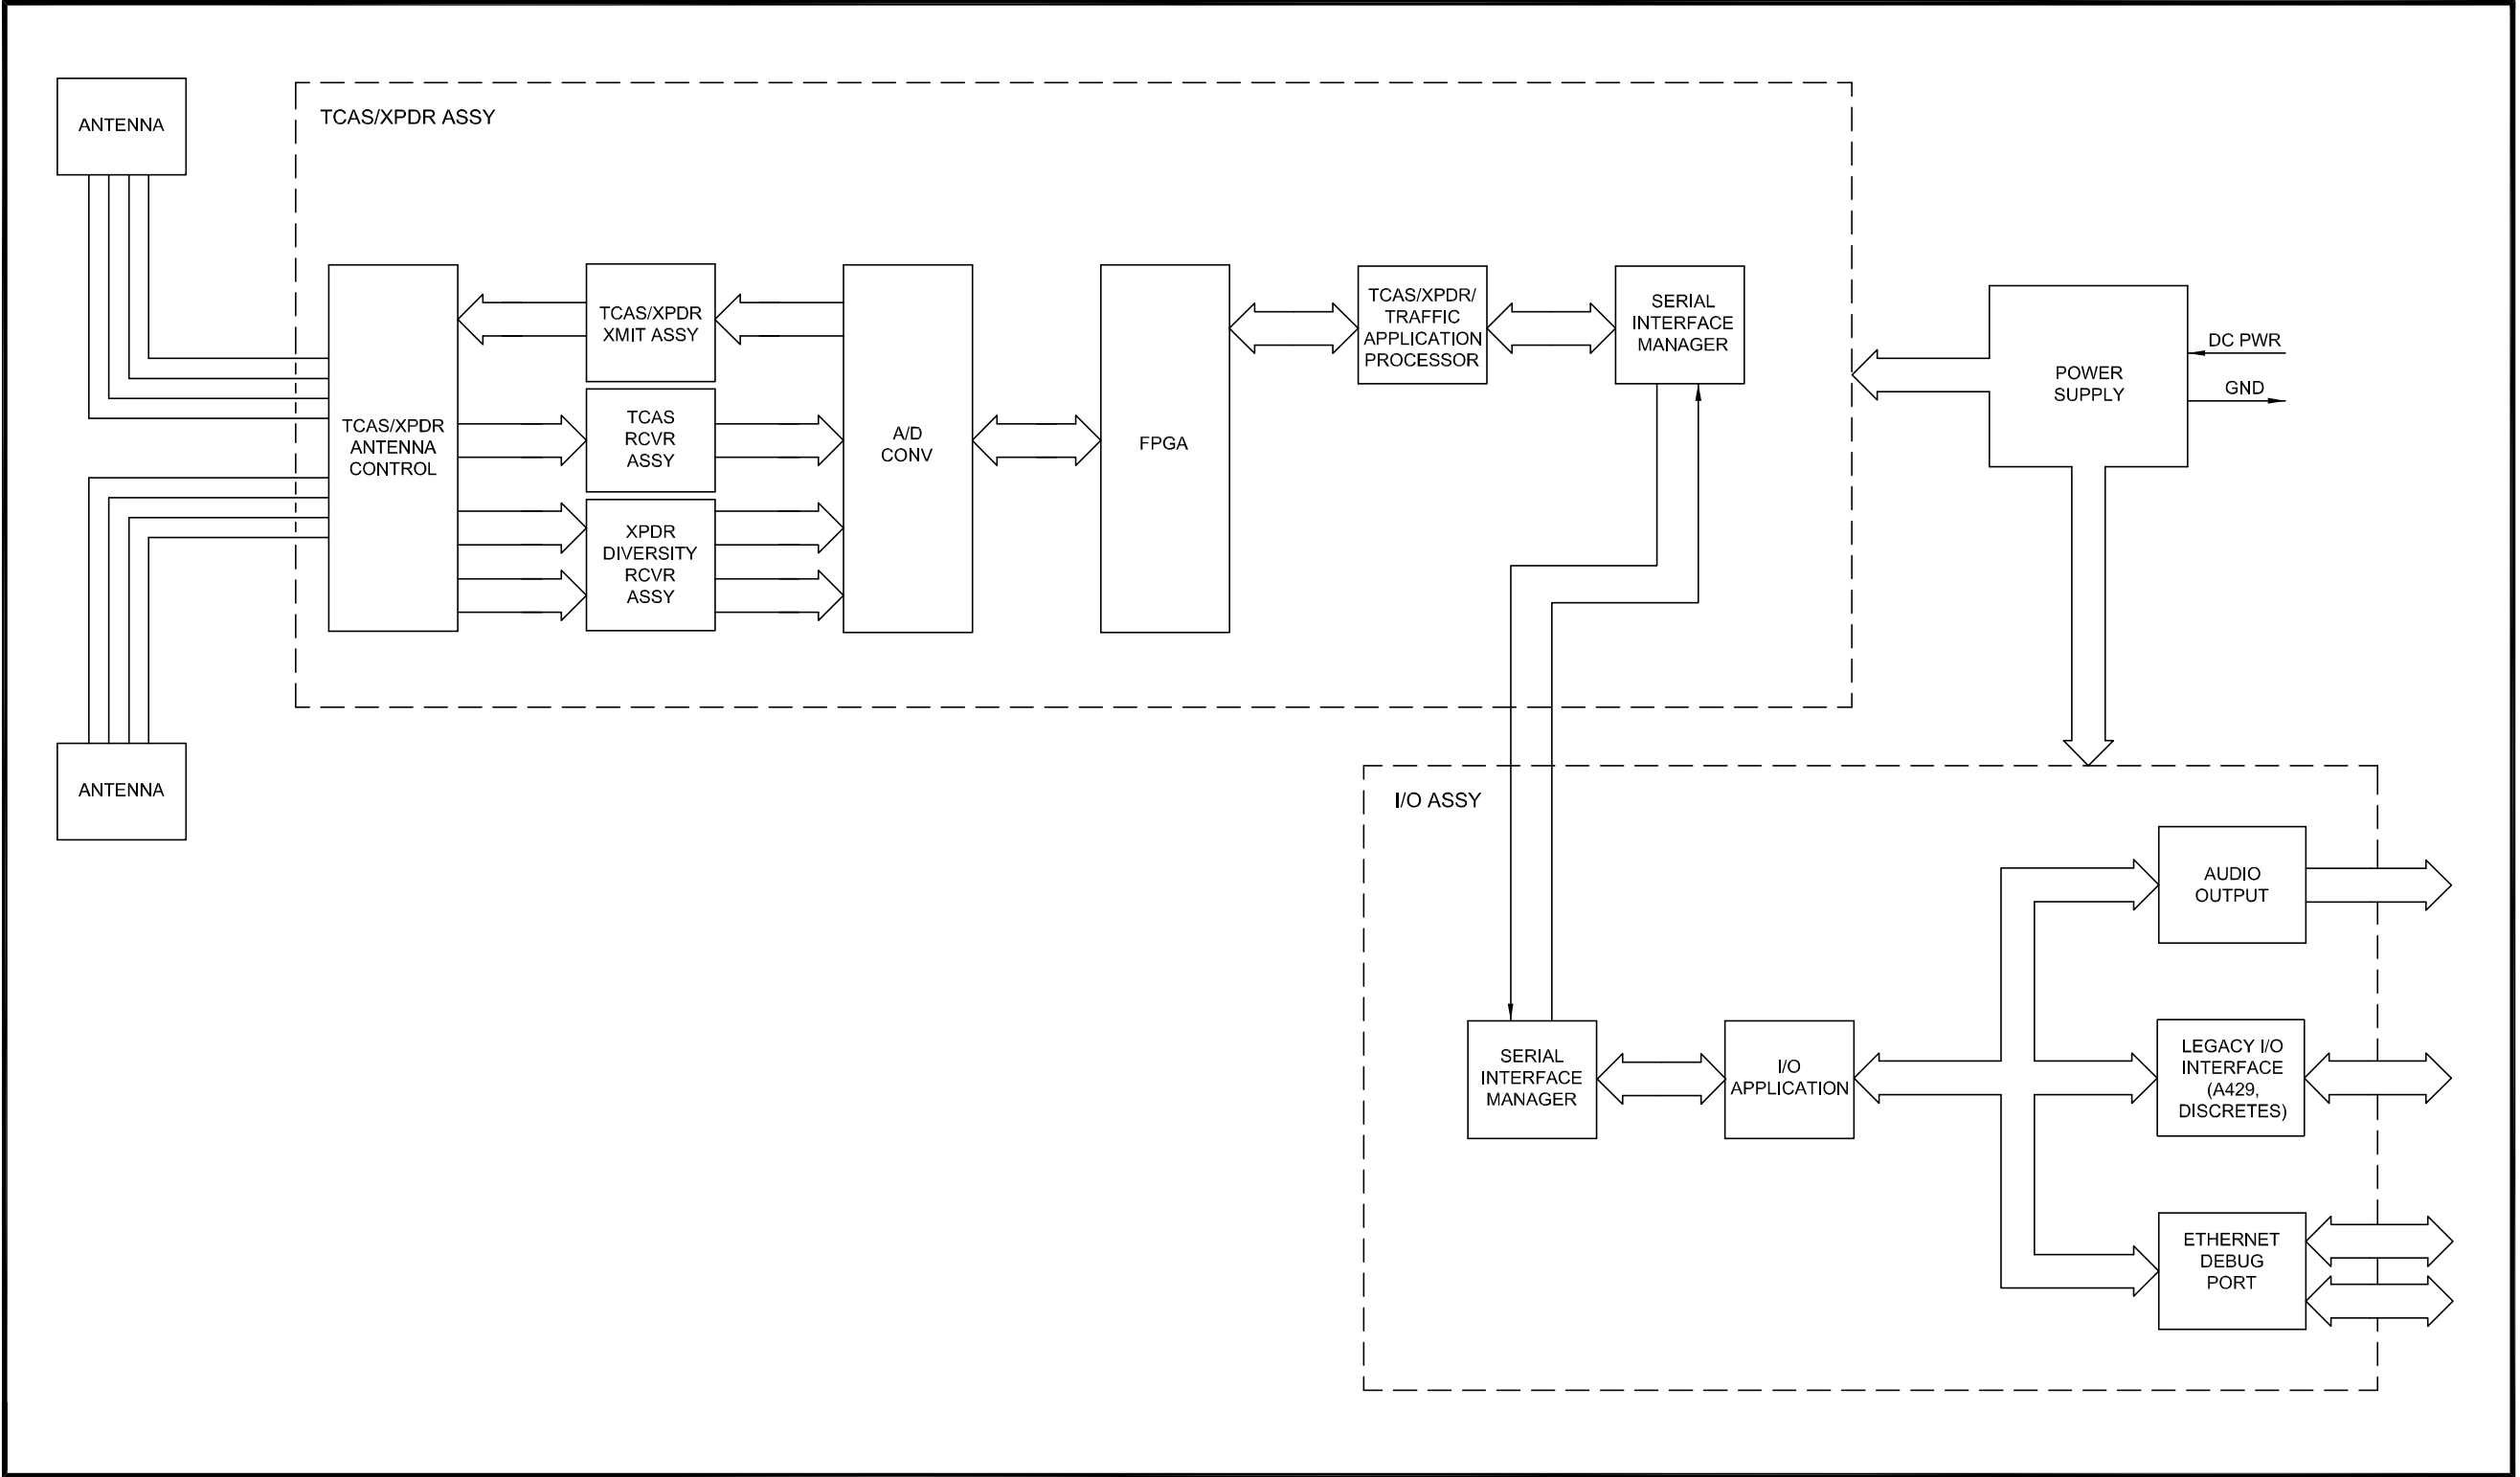 ANTENNA
TCAS/XPDR ASSY
TCAS/XPDR
ANTENNA
CONTROL
TCAS/XPDR
XMIT ASSY
TCAS
RCVR
ASSY
XPDR
DIVERSITY
RCVR
ASSY
A/D
CONV
FPGA
TCAS/XPDR/
TRAFFIC
APPLICATION
PROCESSOR
SERIAL
INTERFACE
MANAGER
POWER
SUPPLY
DC PWR
GND
ANTENNA
I/O ASSY
SERIAL
INTERFACE
MANAGER
I/O
APPLICATION
AUDIO
OUTPUT
LEGACY I/O
INTERFACE
(A429,
DISCRETES)
ETHERNET
DEBUG
PORT